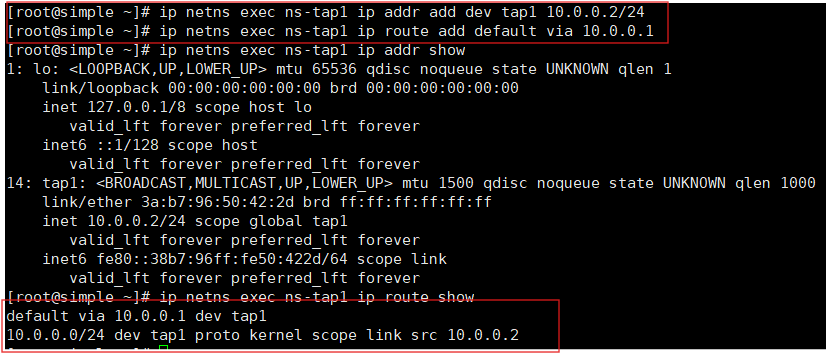 [root@simple ~]# ip netns exec ns-tap1 ip addr add dev tap1 10.0.0.2/24
[root@simple ~]# ip netns exec ns-tap1 ip route add default via 10.0.0.1
[root@simple ~]# ip netns exec ns-tap1 ip addr show
1: lo: <LOOPBACK,UP,LOWER_UP> mtu 65536 qdisc noqueue state UNKNOWN qlen 1
    link/loopback 00:00:00:00:00:00 brd 00:00:00:00:00:00
    inet 127.0.0.1/8 scope host lo
       valid_lft forever preferred_lft forever
    inet6 ::1/128 scope host
       valid_lft forever preferred_lft forever
14: tap1: <BROADCAST,MULTICAST,UP,LOWER_UP> mtu 1500 qdisc noqueue state UNKNOWN qlen 1000
    link/ether 3a:b7:96:50:42:2d brd ff:ff:ff:ff:ff:ff
    inet 10.0.0.2/24 scope global tap1
       valid_lft forever preferred_lft forever
    inet6 fe80::38b7:96ff:fe50:422d/64 scope link
       valid_lft forever preferred_lft forever
[root@simple ~]# ip netns exec ns-tap1 ip route show
default via 10.0.0.1 dev tap1
10.0.0.0/24 dev tap1 proto kernel scope link src 10.0.0.2